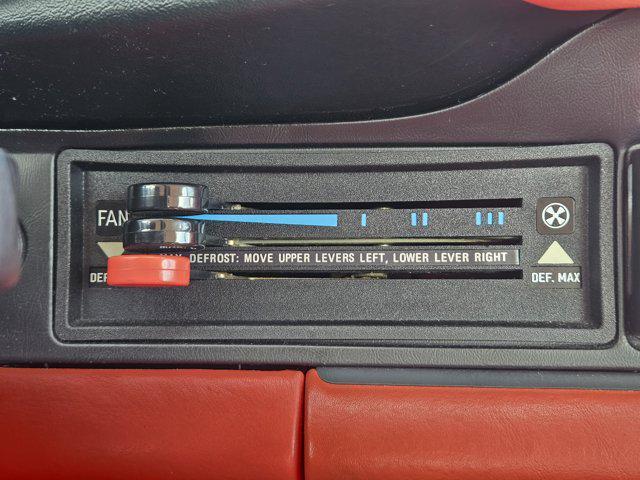 FAN
DEFROST: MOVE UPPER LEVERS LEFT, LOWER LEVER RIGHT
DEF. MAX